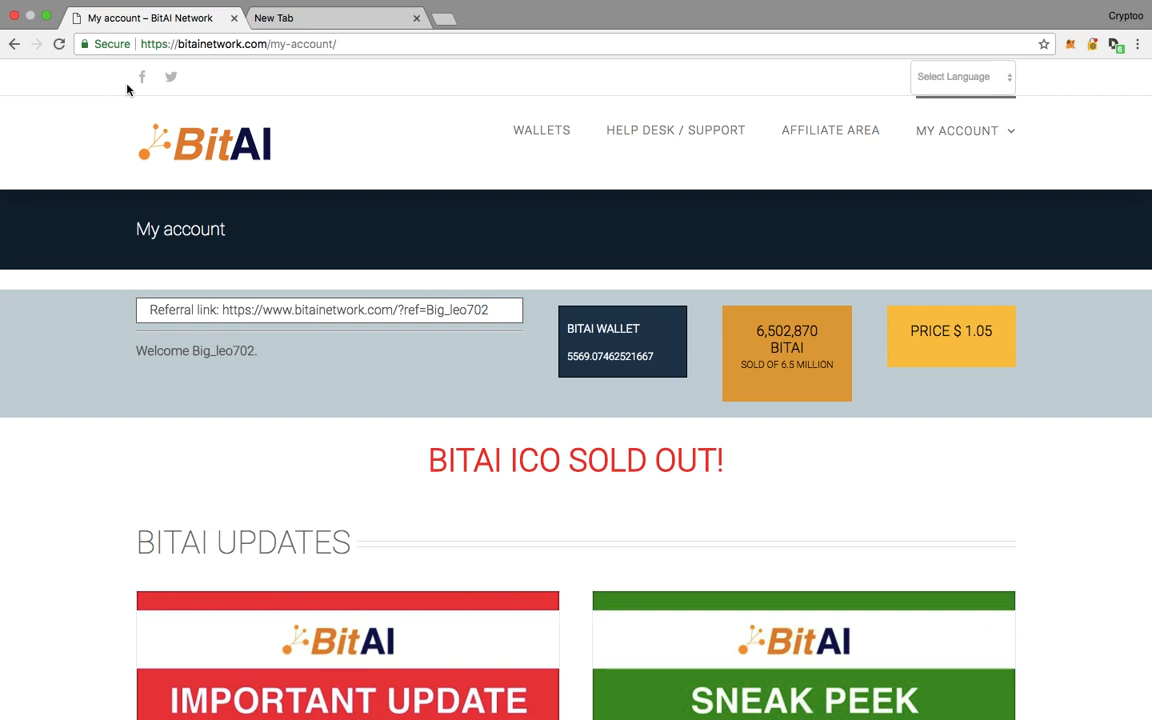 My account – BitAI Network
New Tab
Cryptoo
Secure
https://bitainetwork.com/my-account/
Select Language
BitAI
WALLETS
HELP DESK / SUPPORT
AFFILIATE AREA
MY ACCOUNT
My account
Referral link: https://www.bitainetwork.com/?ref=Big_leo702
Welcome Big_leo702.
BITAI WALLET
5569.07462521667
6,502,870
BITAI
SOLD OF 6.5 MILLION
PRICE $ 1.05
BITAI ICO SOLD OUT!
BITAI UPDATES
BitAI
IMPORTANT UPDATE
BitAI
SNEAK PEEK